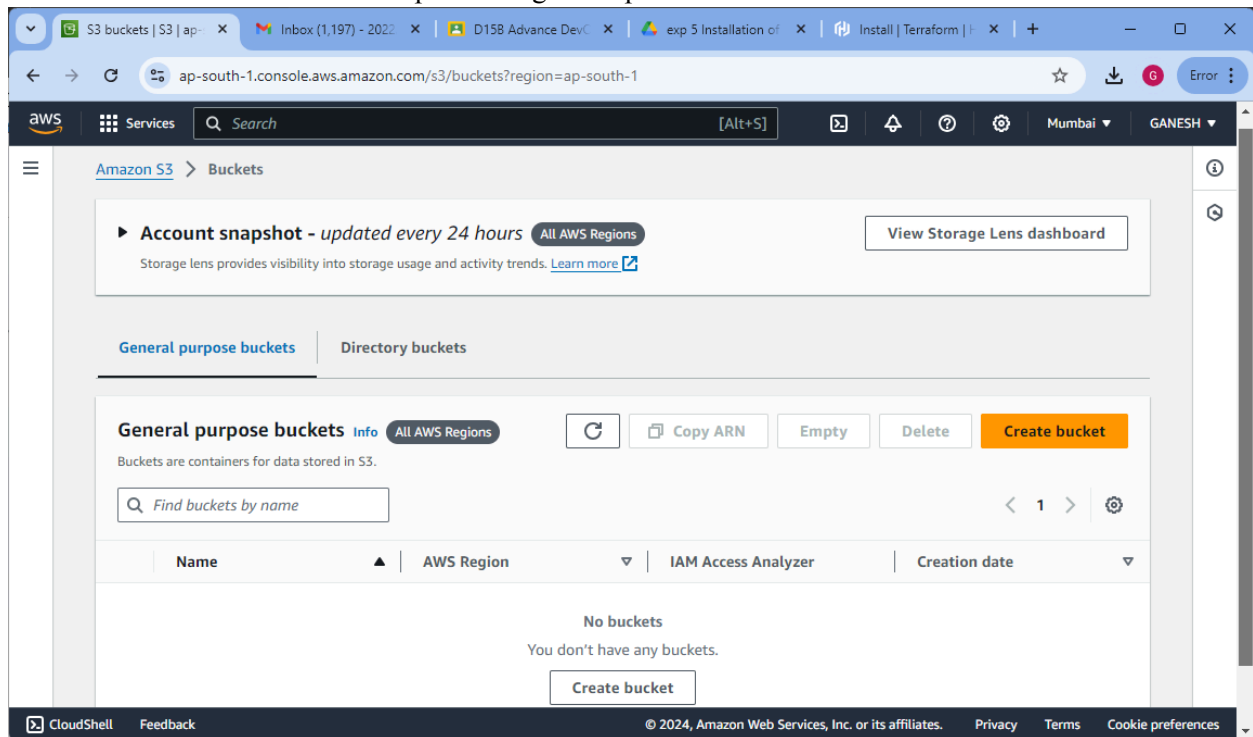 S3 buckets | S3 | ap-
Inbox (1,197) - 2022
D15B Advance DevO
exp 5 Installation of
Install | Terraform | H
ap-south-1.console.aws.amazon.com/s3/buckets?region=ap-south-1
G
Error
aws
Services
Search
[Alt+S]
Mumbai
GANESH
Amazon S3 > Buckets
Account snapshot - updated every 24 hours All AWS Regions
View Storage Lens dashboard
Storage lens provides visibility into storage usage and activity trends. Learn more
General purpose buckets
Directory buckets
General purpose buckets Info All AWS Regions
Copy ARN
Empty
Delete
Create bucket
Buckets are containers for data stored in S3.
Find buckets by name
< 1 >
Name
AWS Region
IAM Access Analyzer
Creation date
No buckets
You don't have any buckets.
Create bucket
CloudShell
Feedback
© 2024, Amazon Web Services, Inc. or its affiliates.
Privacy
Terms
Cookie preferences